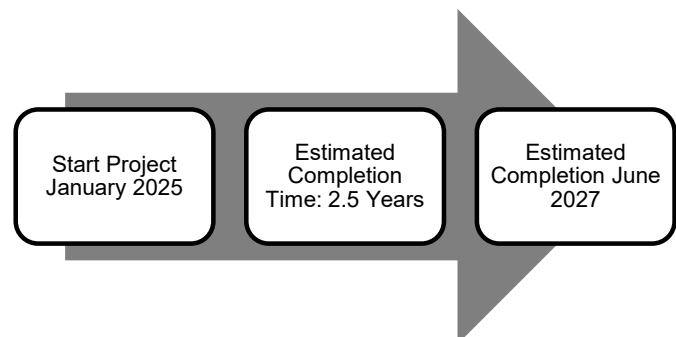 Start Project
January 2025
Estimated
Completion
Time: 2.5 Years
Estimated
Completion June
2027